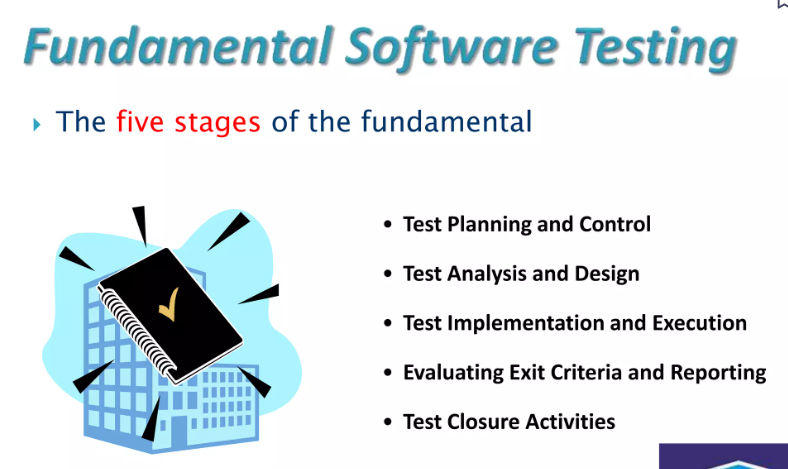 Fundamental Software Testing
The five stages of the fundamental
• Test Planning and Control
• Test Analysis and Design
• Test Implementation and Execution
• Evaluating Exit Criteria and Reporting
• Test Closure Activities